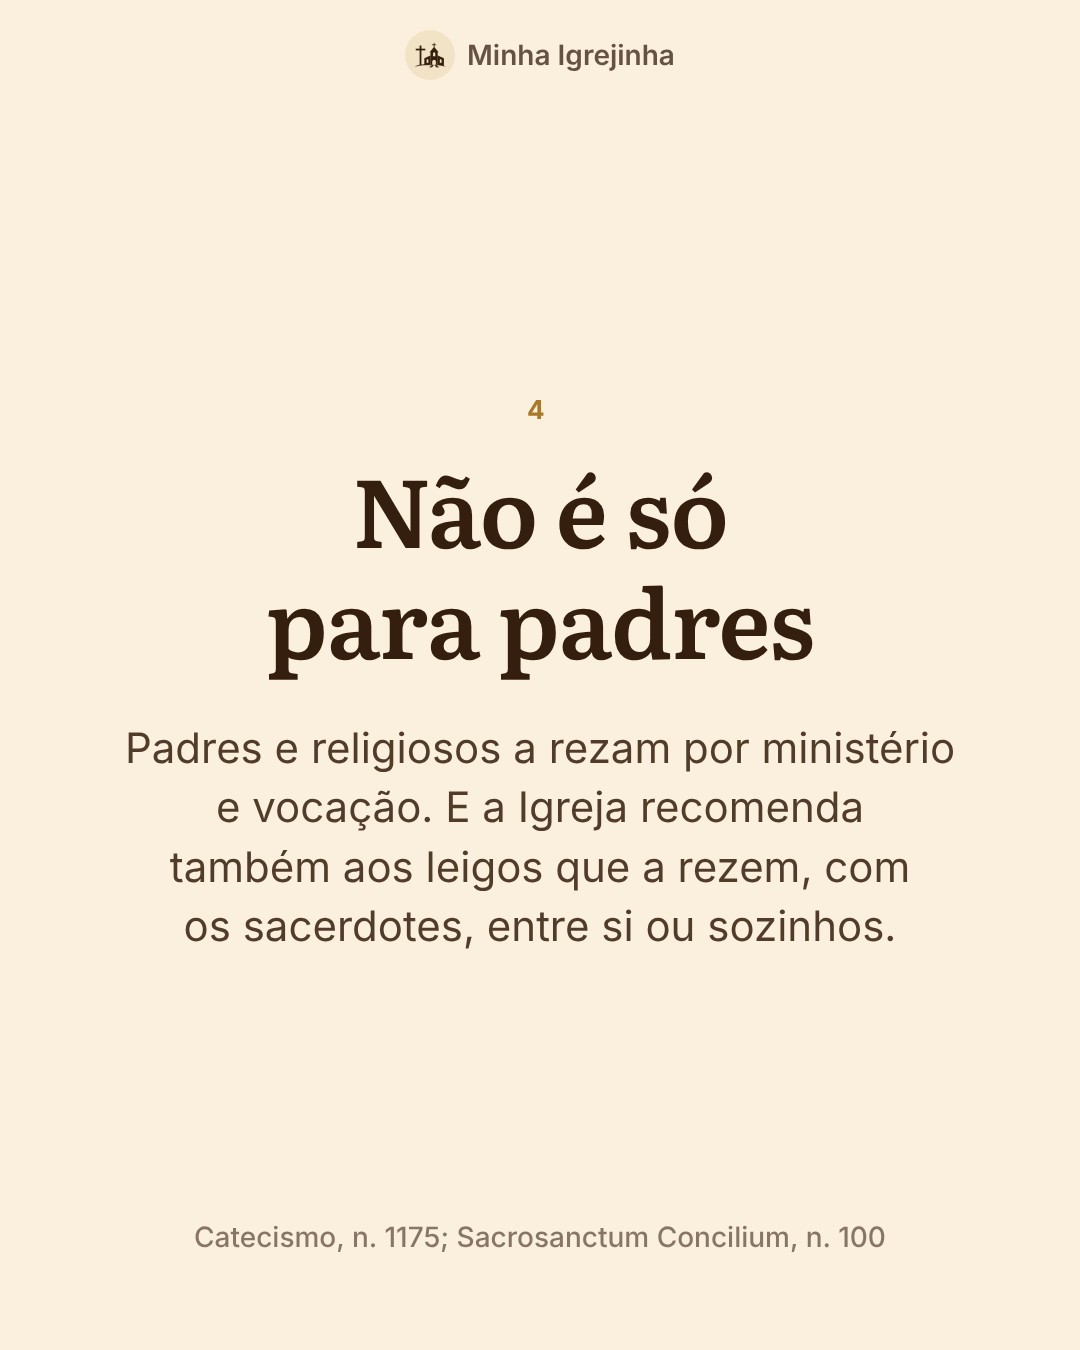 Minha Igrejinha
4
Não é só
para padres
Padres e religiosos a rezam por ministério
e vocação. E a Igreja recomenda
também aos leigos que a rezem, com
os sacerdotes, entre si ou sozinhos.
Catecismo, n. 1175; Sacrosanctum Concilium, n. 100